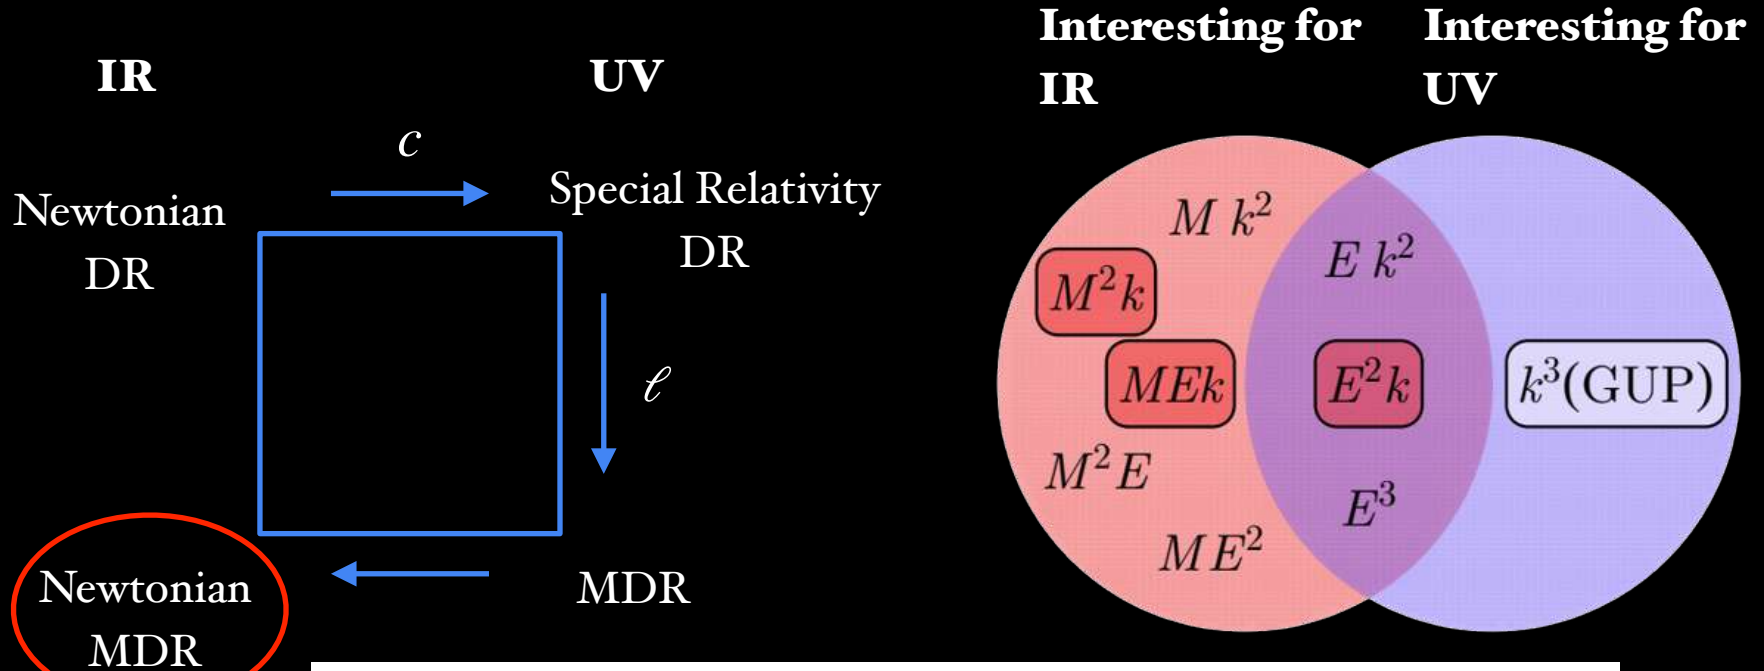 IR
UV
c
Newtonian
DR
Special Relativity
DR
ℓ
Newtonian
MDR
MDR
Interesting for
IR
Interesting for
UV
M k²
E k²
M²k
MEk
E²k
k³(GUP)
M²E
E³
ME²